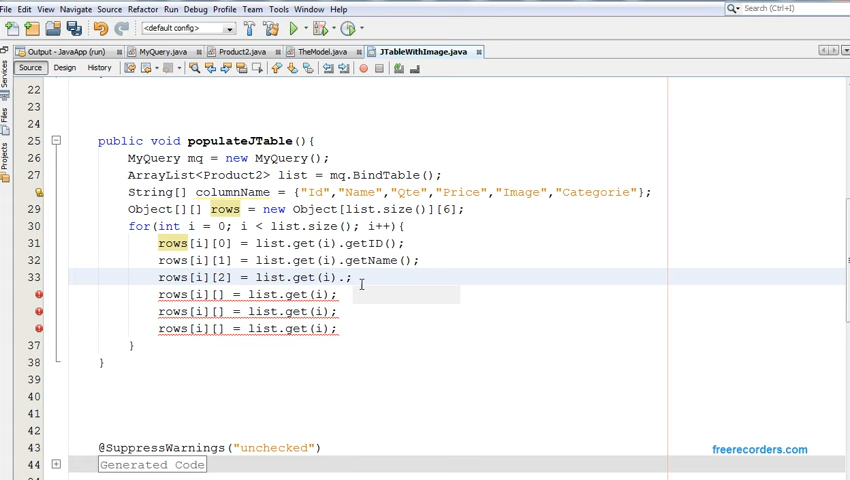 File Edit View Navigate Source Refactor Run Debug Profile Team Tools Window Help
Search (Ctrl+I)
<default config>
Output - JavaApp (run) MyQuery.java Product2.java TheModel.java JTableWithImage.java
Source Design History
Services
Files
Projects
22
23
24
25 public void populateJTable(){
26 MyQuery mq = new MyQuery();
27 ArrayList<Product2> list = mq.BindTable();
String[] columnName = {"Id","Name","Qte","Price","Image","Categorie"};
29 Object[][] rows = new Object[list.size()][6];
30 for(int i = 0; i < list.size(); i++){
31 rows[i][0] = list.get(i).getID();
32 rows[i][1] = list.get(i).getName();
33 rows[i][2] = list.get(i).;
rows[i][] = list.get(i);
rows[i][] = list.get(i);
rows[i][] = list.get(i);
37 }
38 }
39
40
41
42
43 @SuppressWarnings("unchecked")
44 Generated Code
freerecorders.com